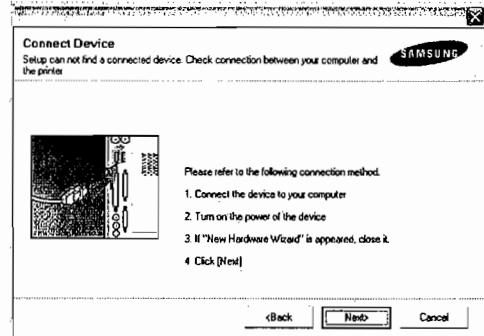 Connect Device
Setup can not find a connected device. Check connection between your computer and
the printer
SAMSUNG
Please refer to the following connection method.
1. Connect the device to your computer
2. Turn on the power of the device
3. If "New Hardware Wizard" is appeared, close it.
4 Click [Next]
<Back
Next>
Cancel